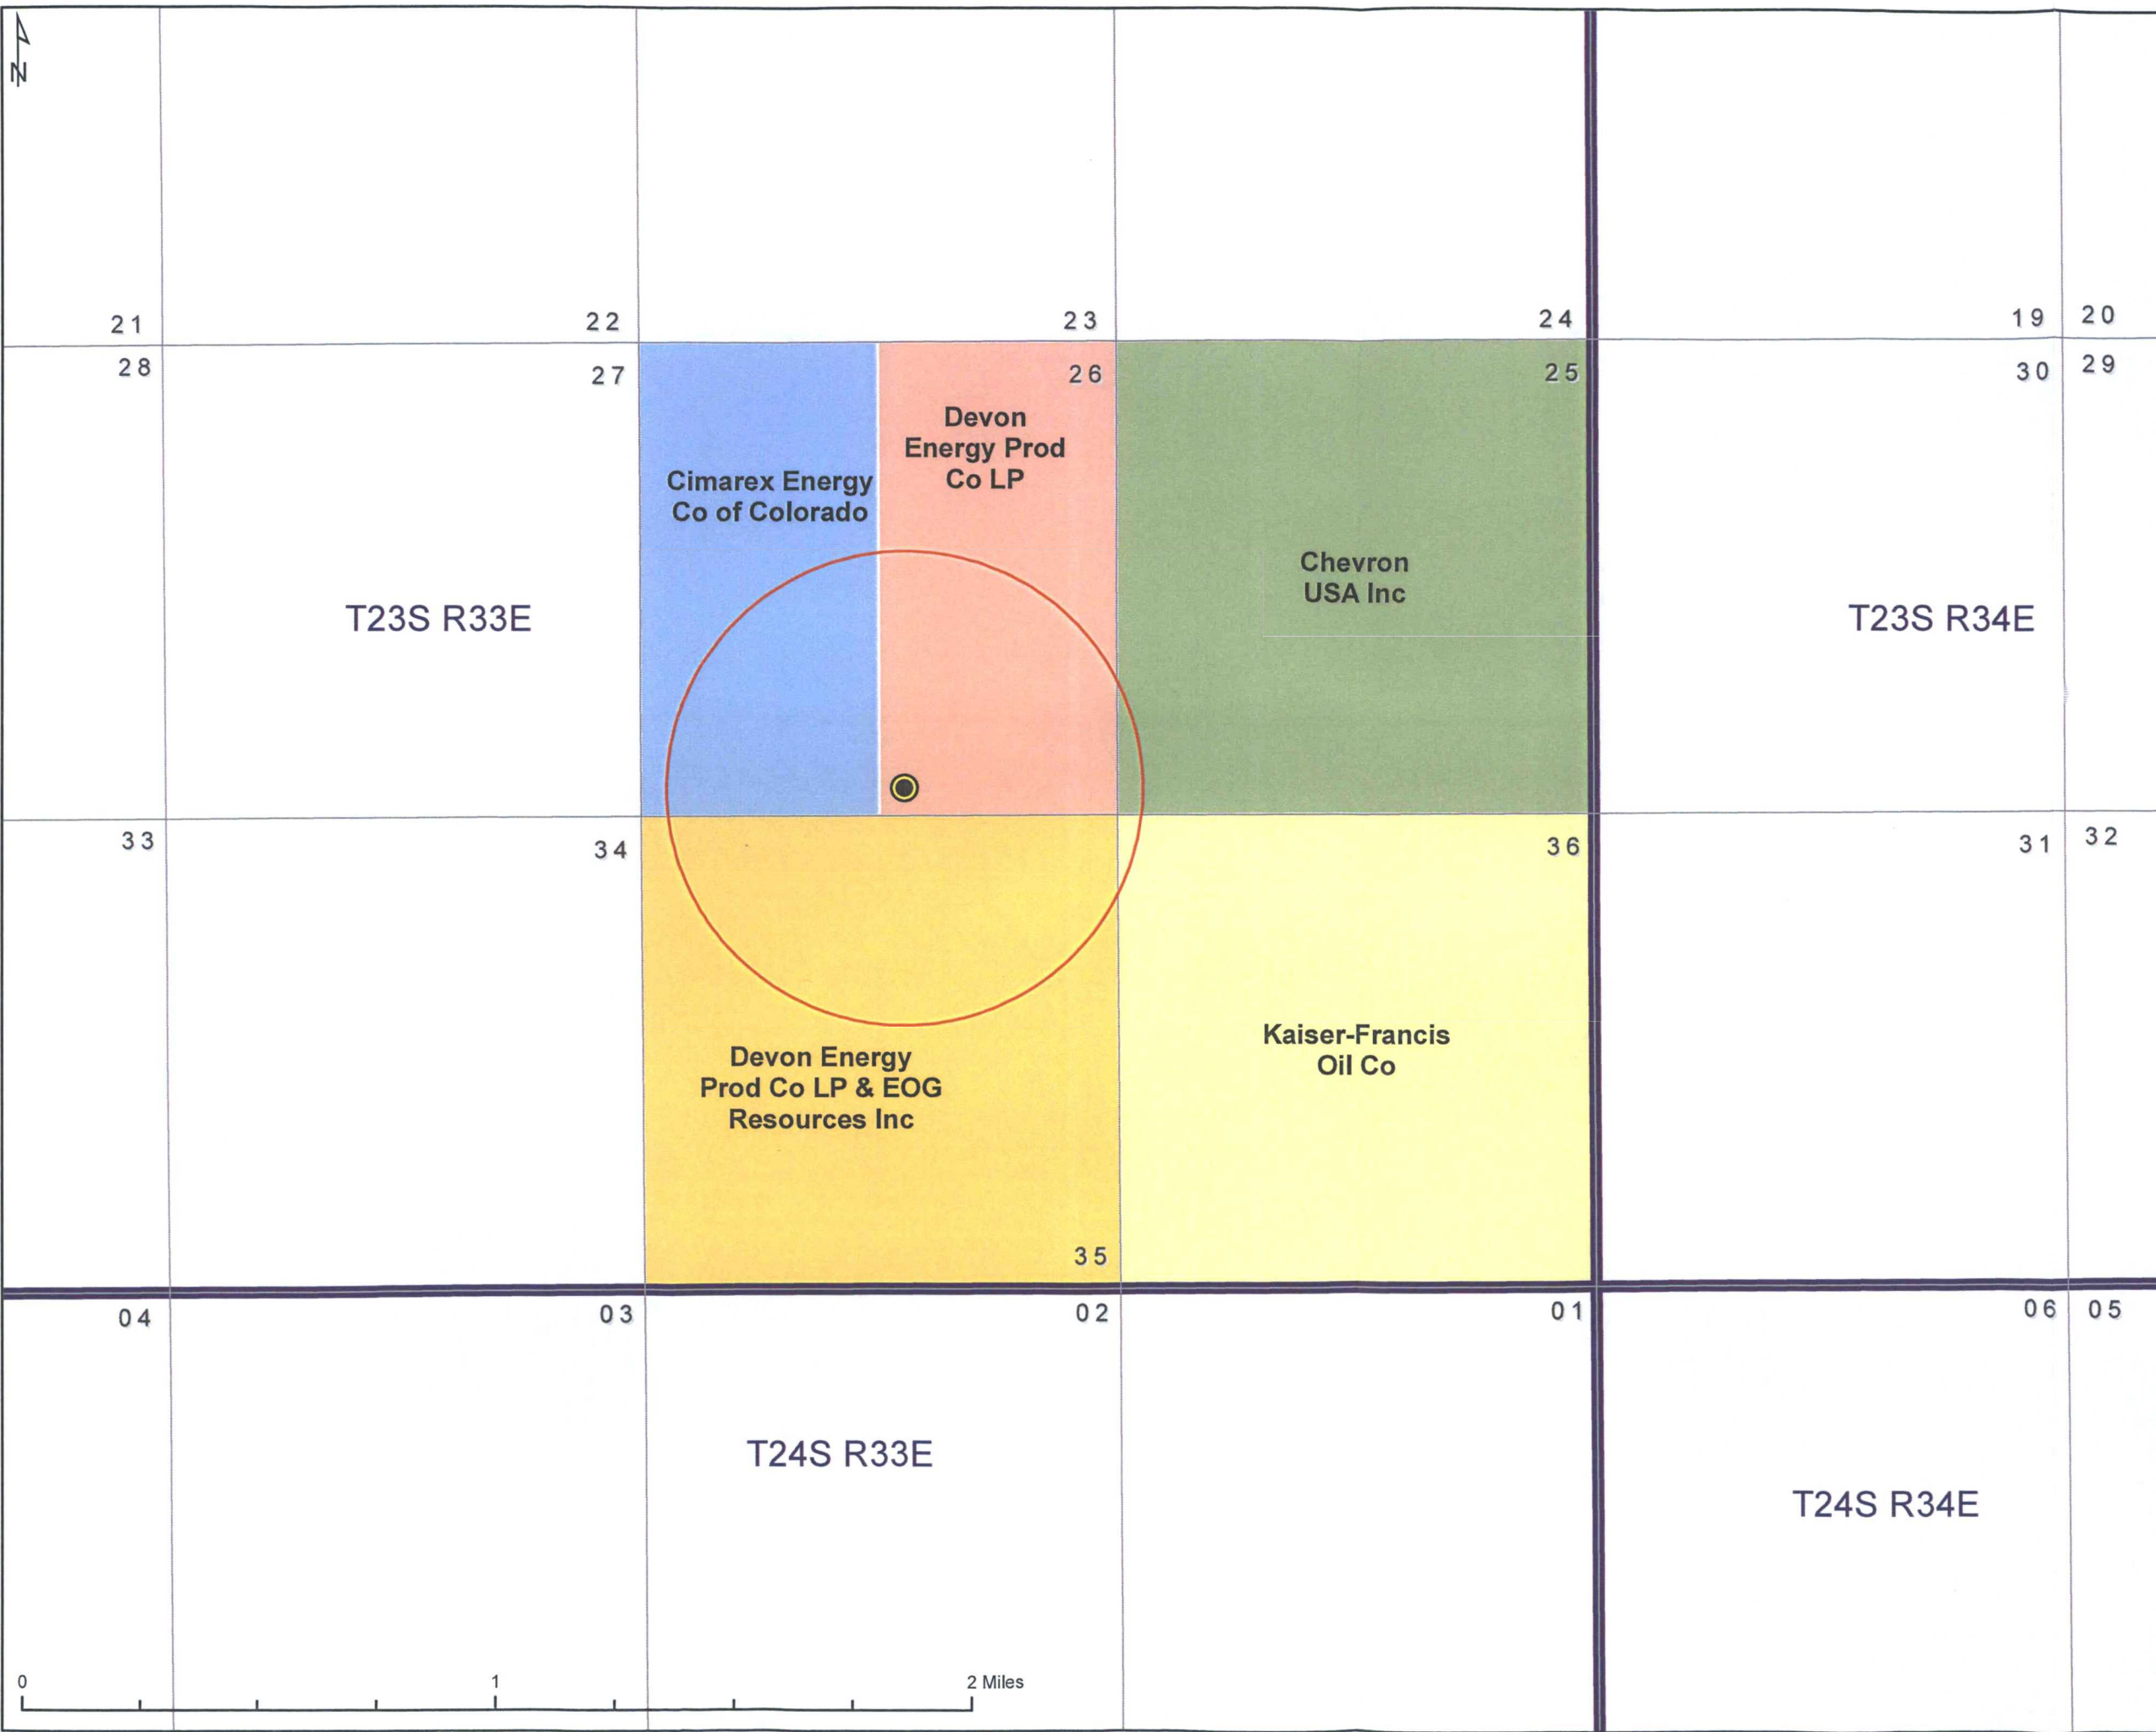 N
21
22
23
24
19
20
28
27
26
25
30
29
Devon
Energy Prod
Co LP
Cimarex Energy
Co of Colorado
Chevron
USA Inc
T23S R33E
T23S R34E
33
34
36
31
32
Kaiser-Francis
Oil Co
Devon Energy
Prod Co LP & EOG
Resources Inc
35
04
03
02
01
06
05
T24S R33E
T24S R34E
0
1
2 Miles